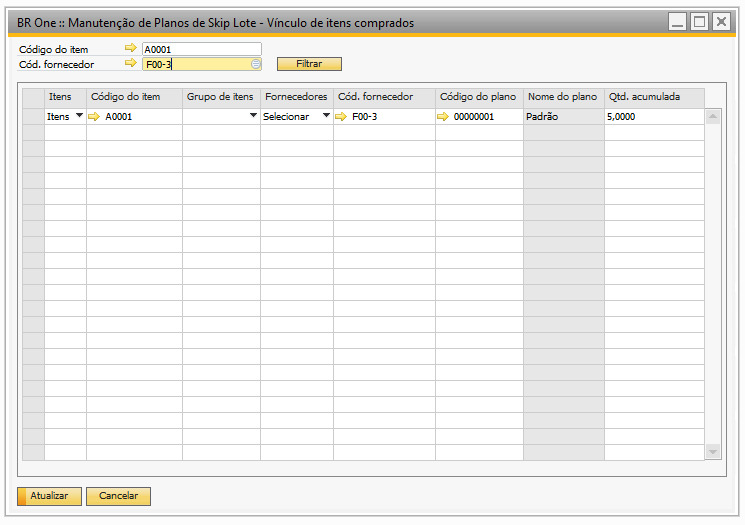 BR One :: Manutenção de Planos de Skip Lote - Vínculo de itens comprados
Código do item A0001
Cód. fornecedor F00-3 Filtrar
Itens Código do item Grupo de itens Fornecedores Cód. fornecedor Código do plano Nome do plano Qtd. acumulada
Itens A0001 Selecionar F00-3 00000001 Padrão 5,0000
Atualizar Cancelar